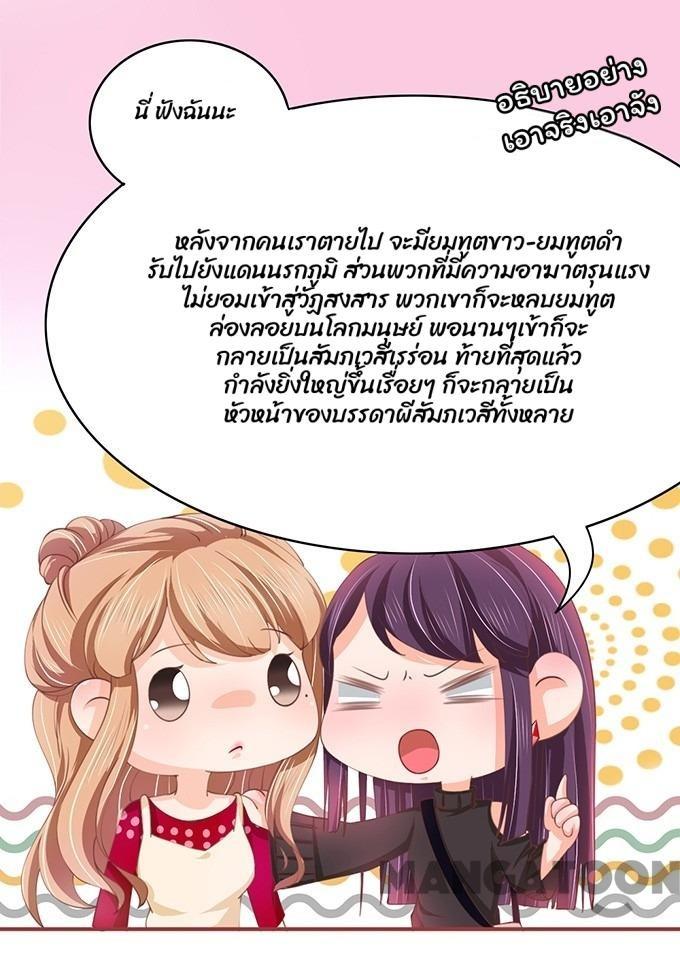 นี่ ฟังฉันนะ
อธิบายอย่าง
เอาจริงเอาจัง
หลังจากคนเราตายไป จะมียมทูตขาว-ยมทูตดำ
รับไปยังแดนนรกภูมิ ส่วนพวกที่มีความอาฆาตรุนแรง
ไม่ยอมเข้าสู่วัฏสงสาร พวกเขาก็จะหลบยมทูต
ล่องลอยบนโลกมนุษย์ พอนานๆเข้าก็จะ
กลายเป็นสัมภเวสีเร่ร่อน ท้ายที่สุดแล้ว
กำลังยิ่งใหญ่ขึ้นเรื่อยๆ ก็จะกลายเป็น
หัวหน้าของบรรดาผีสัมภเวสีทั้งหลาย
MANGATOON